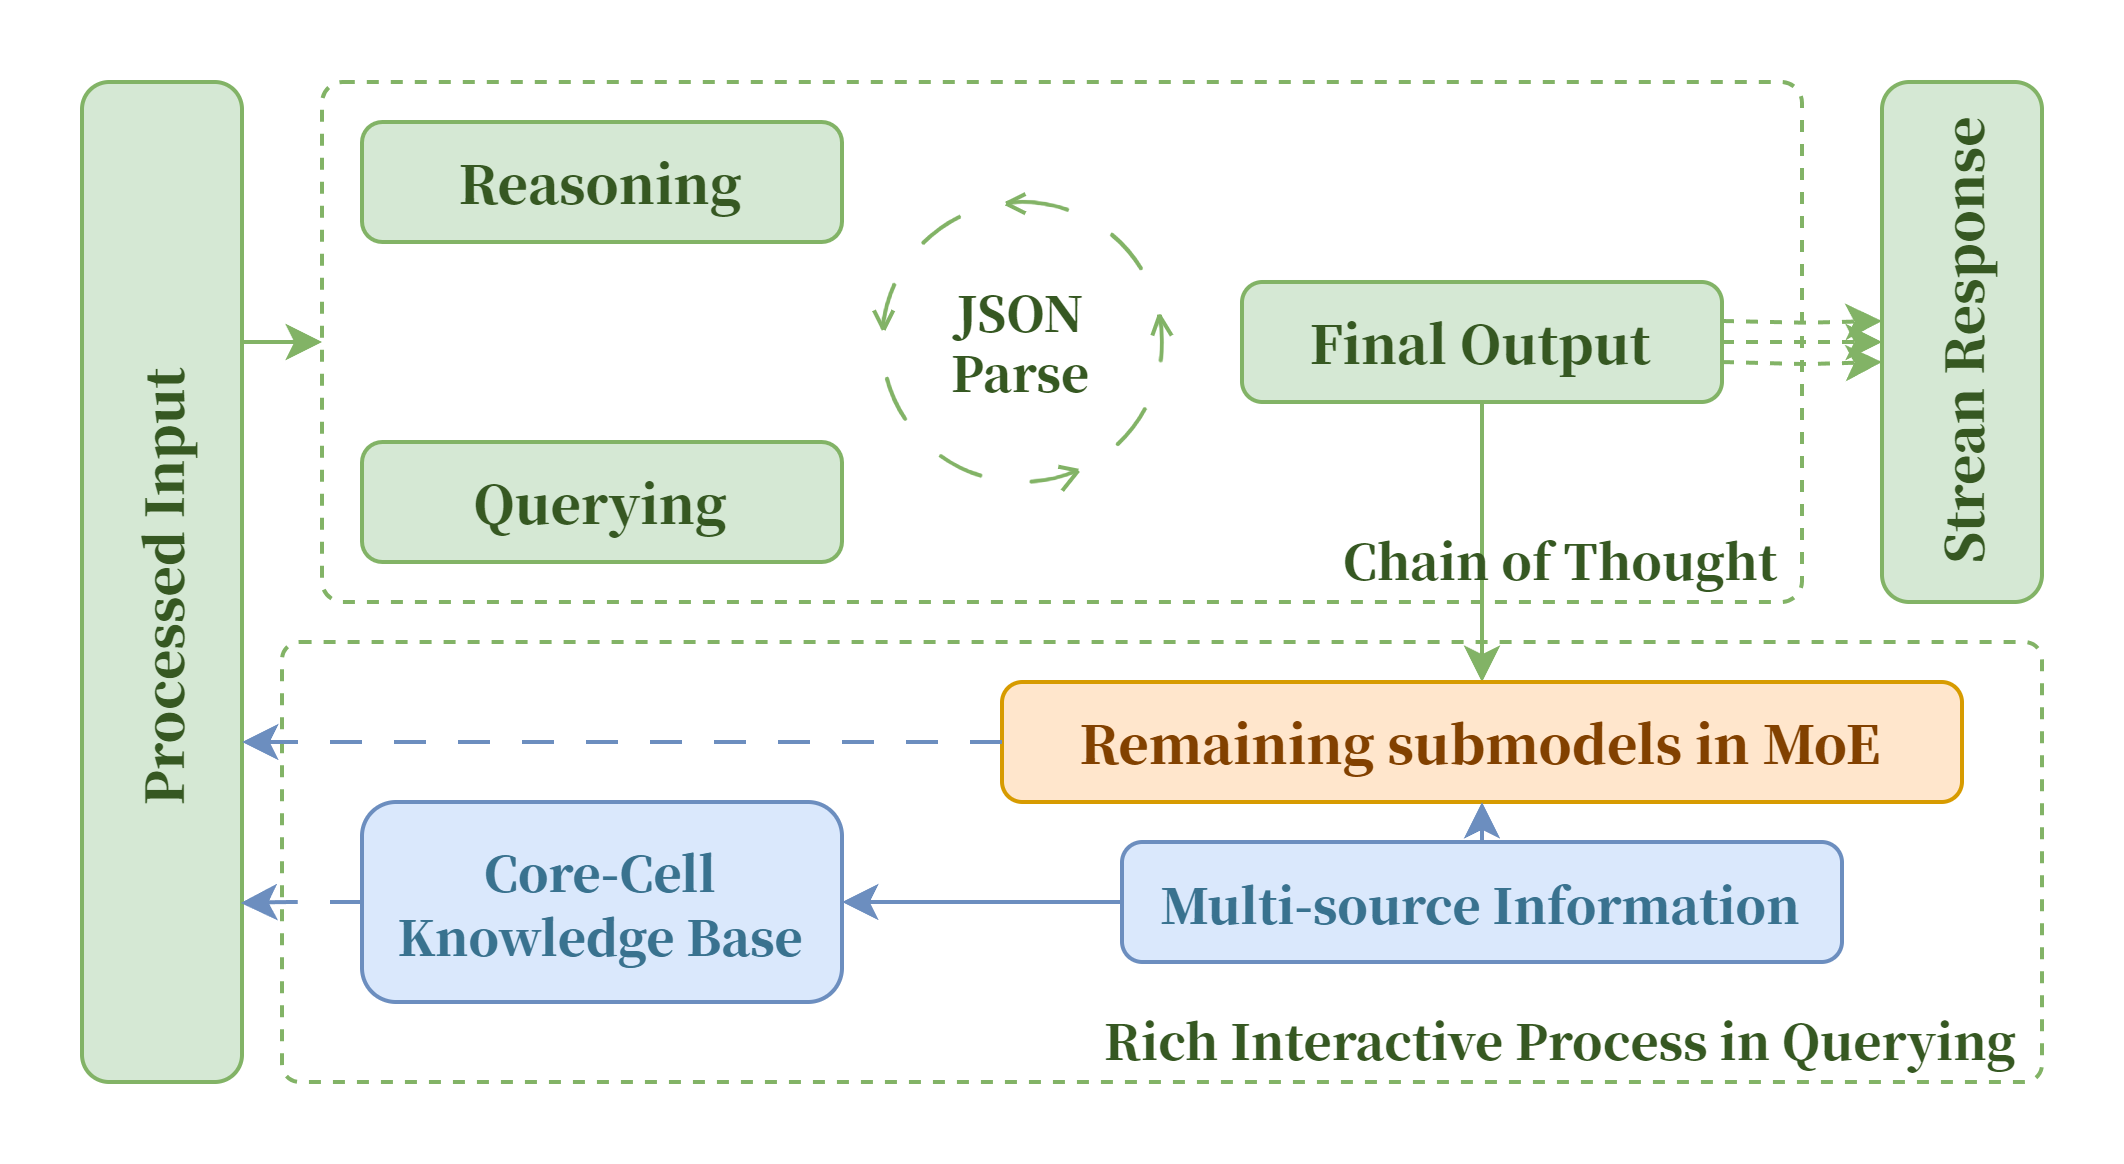 Processed Input
Reasoning
Querying
JSON
Parse
Final Output
Chain of Thought
Strean Response
Remaining submodels in MoE
Core-Cell
Knowledge Base
Multi-source Information
Rich Interactive Process in Querying